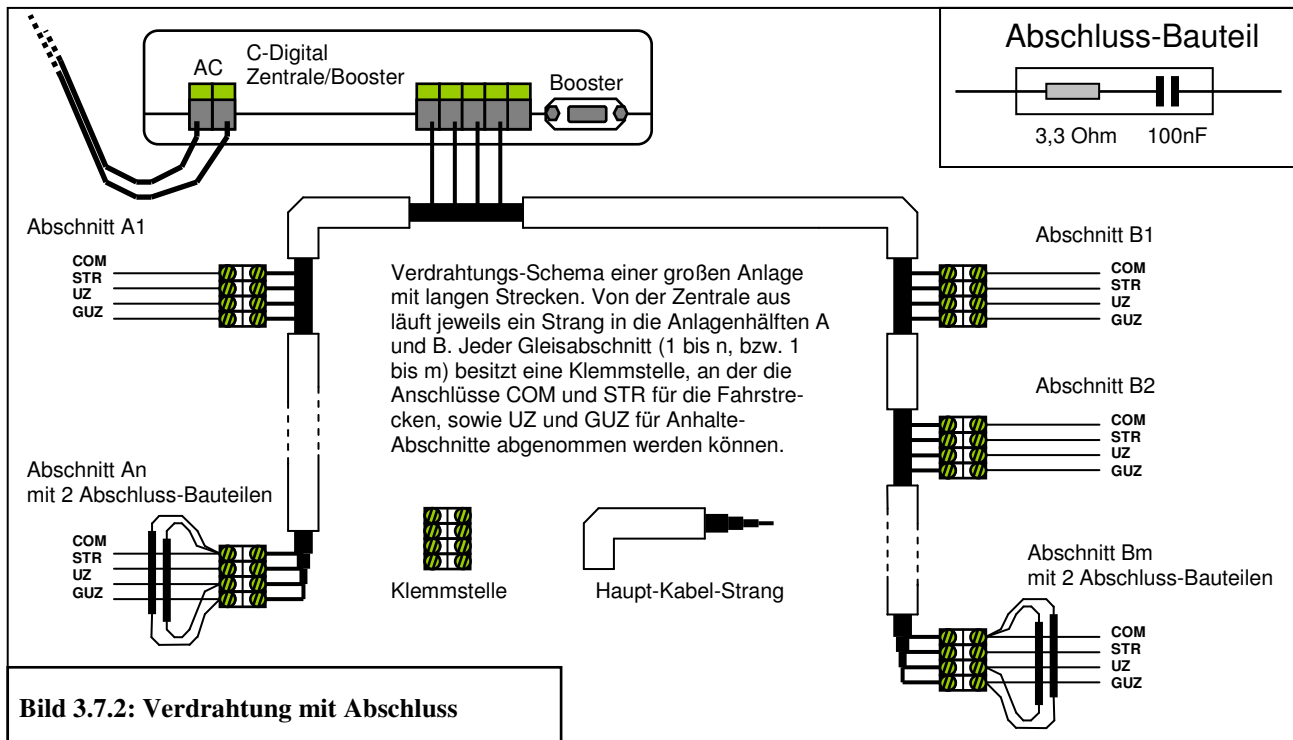 Abschluss-Bauteil
3,3 Ohm 100nF
C-Digital
Zentrale/Booster
AC
Booster
Abschnitt A1
COM
STR
UZ
GUZ
Abschnitt An
mit 2 Abschluss-Bauteilen
COM
STR
UZ
GUZ
Verdrahtungs-Schema einer großen Anlage
mit langen Strecken. Von der Zentrale aus
läuft jeweils ein Strang in die Anlagenhälften A
und B. Jeder Gleisabschnitt (1 bis n, bzw. 1
bis m) besitzt eine Klemmstelle, an der die
Anschlüsse COM und STR für die Fahrstre-
cken, sowie UZ und GUZ für Anhalte-
Abschnitte abgenommen werden können.
Klemmstelle
Haupt-Kabel-Strang
Abschnitt B1
COM
STR
UZ
GUZ
Abschnitt B2
COM
STR
UZ
GUZ
Abschnitt Bm
mit 2 Abschluss-Bauteilen
COM
STR
UZ
GUZ
Bild 3.7.2: Verdrahtung mit Abschluss